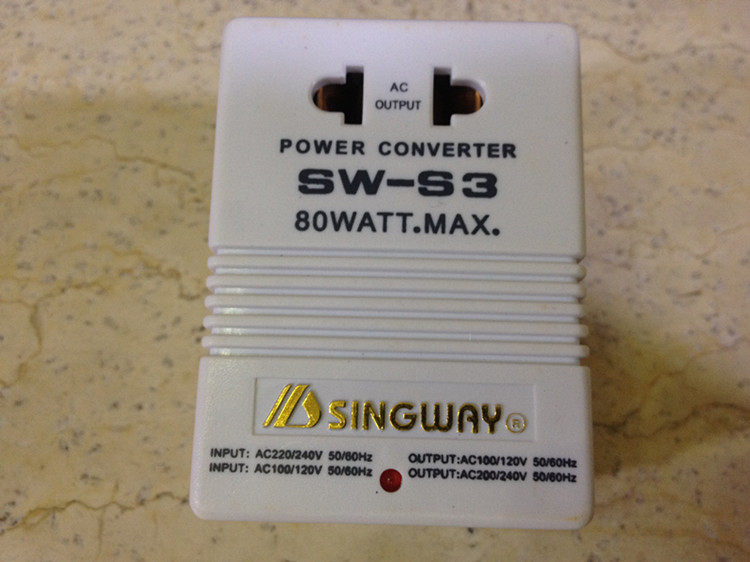 AC
OUTPUT
POWER CONVERTER
SW-S3
80WATT.MAX.
SINGWAY®
INPUT: AC220/240V 50/60Hz OUTPUT:AC100/120V 50/60Hz
INPUT: AC100/120V 50/60Hz OUTPUT:AC200/240V 50/60Hz